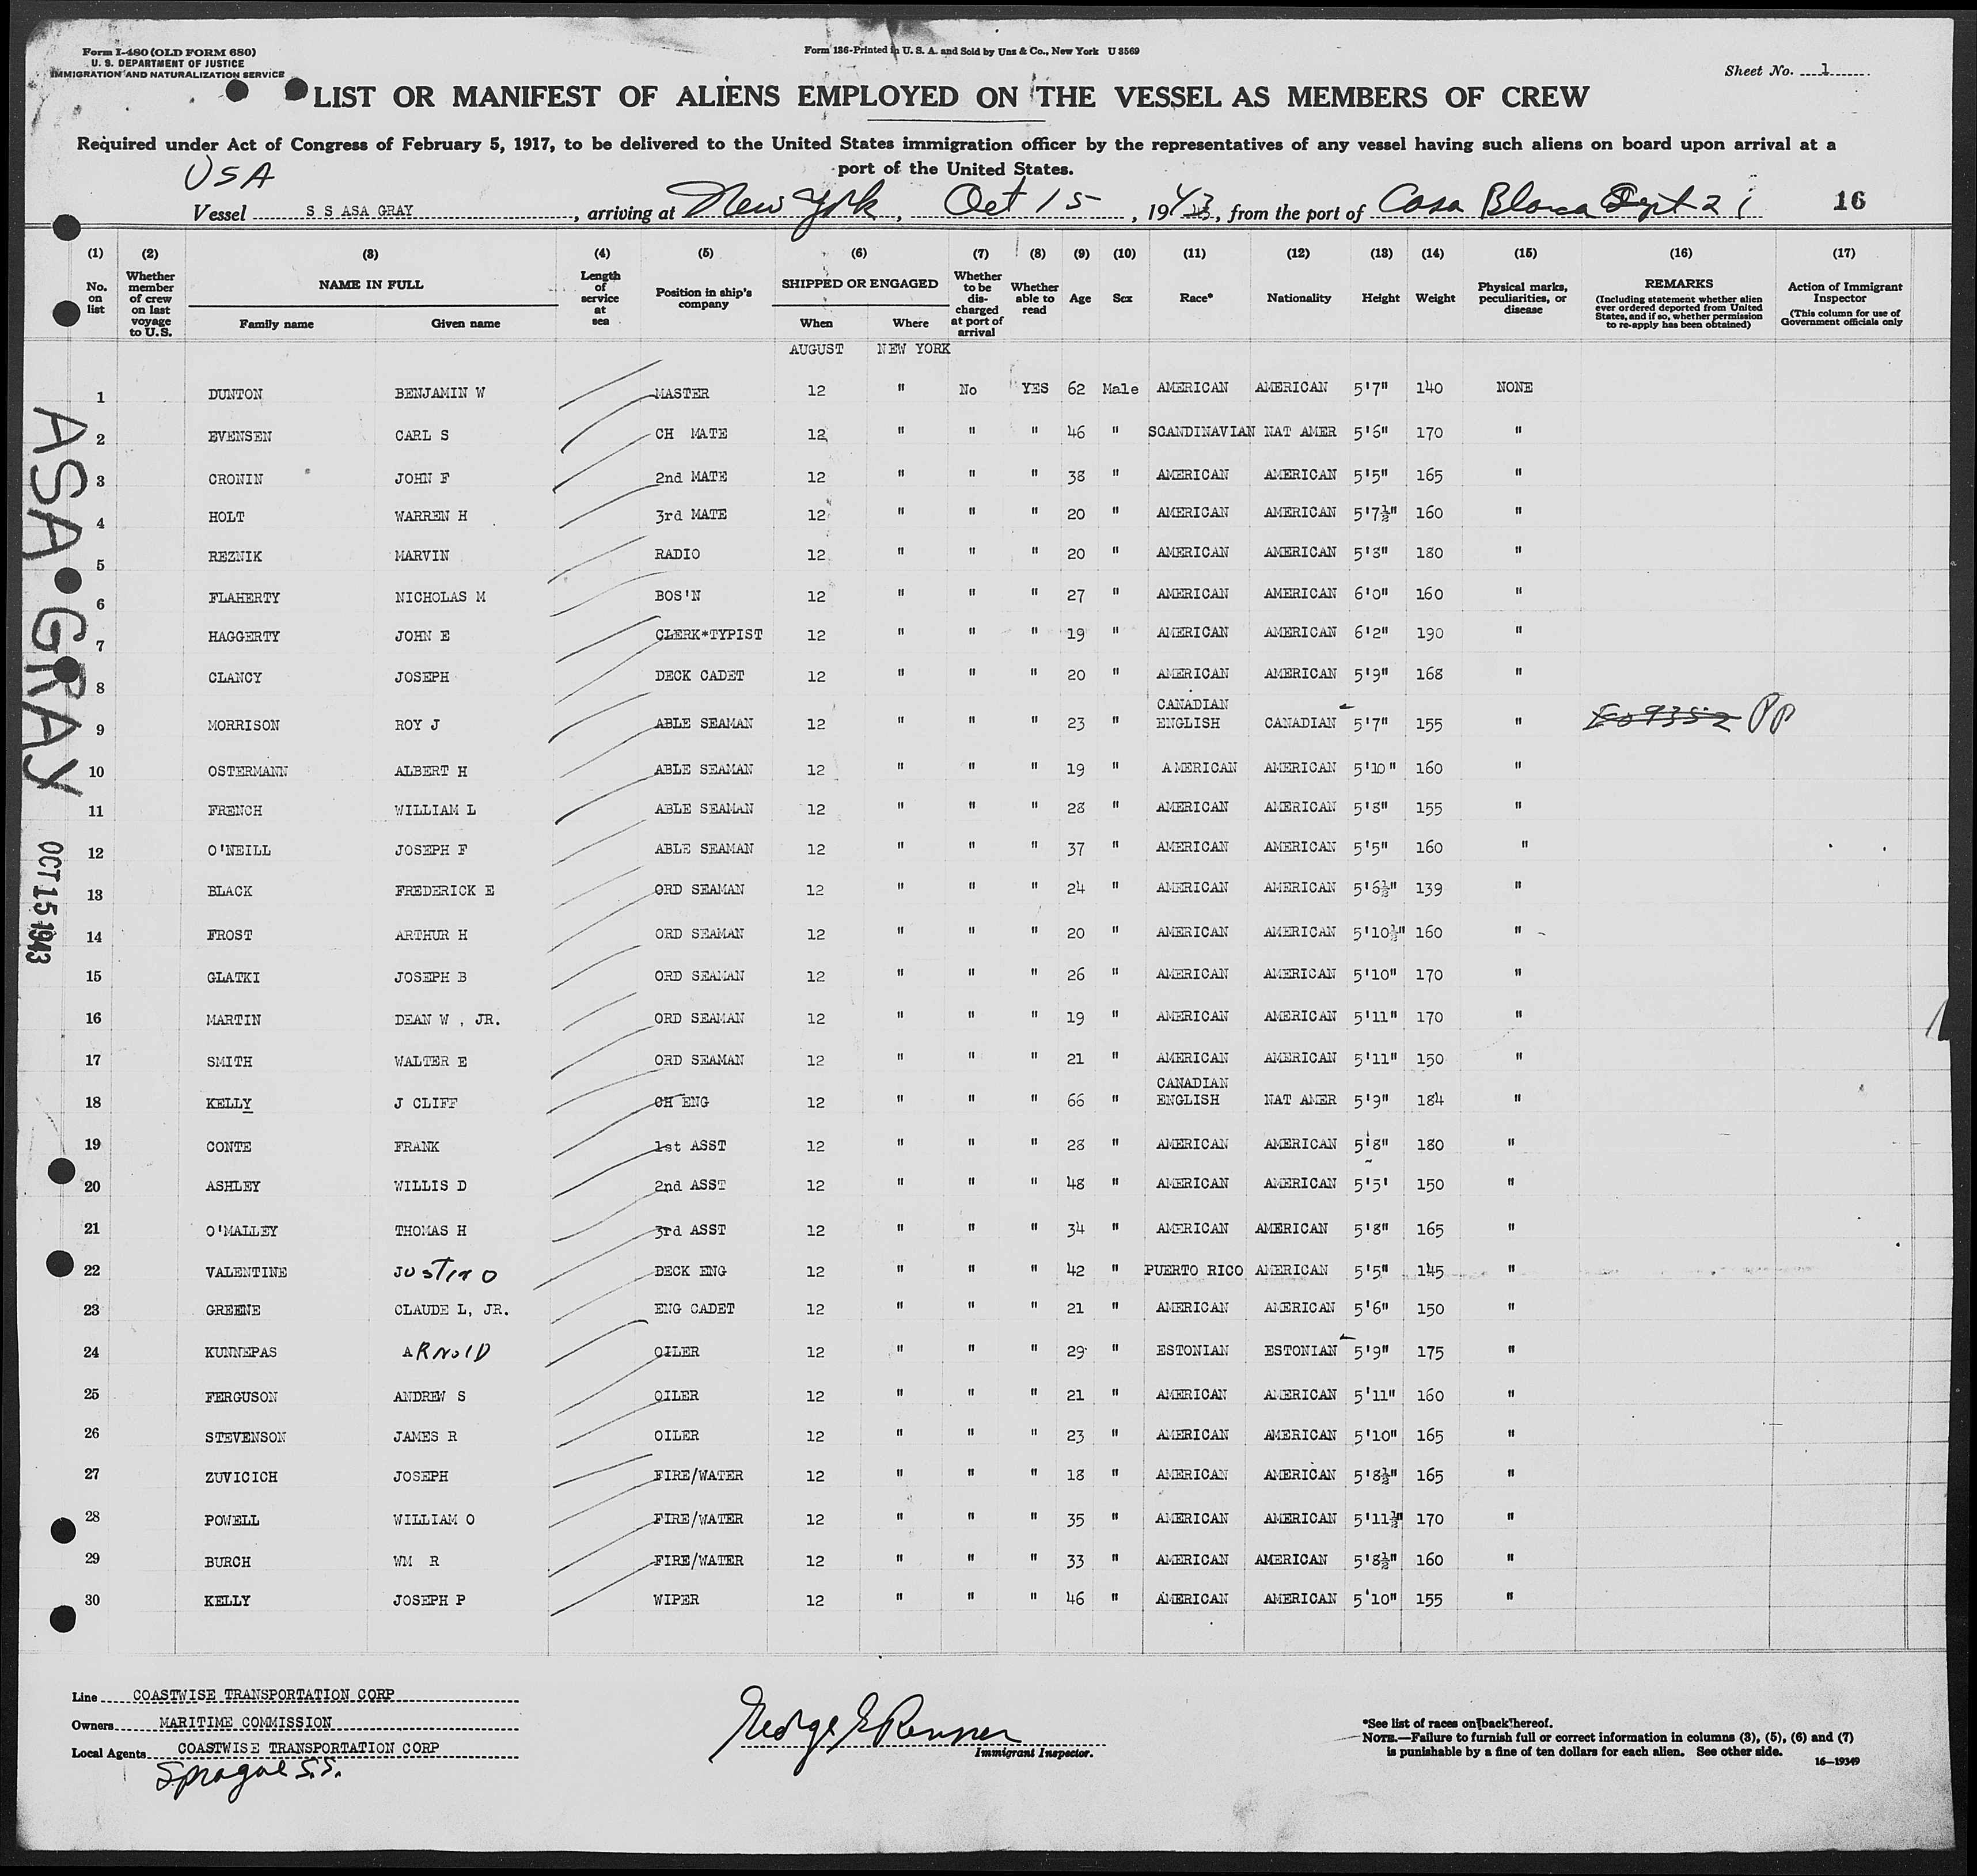 Form I-480 (OLD FORM 680)
U. S. DEPARTMENT OF JUSTICE
IMMIGRATION AND NATURALIZATION SERVICE
Form 136-Printed in U. S. A. and Sold by Unz & Co., New York U 3569
Sheet No. 1
LIST OR MANIFEST OF ALIENS EMPLOYED ON THE VESSEL AS MEMBERS OF CREW
Required under Act of Congress of February 5, 1917, to be delivered to the United States immigration officer by the representatives of any vessel having such aliens on board upon arrival at a
port of the United States.
USA
Vessel S S ASA GRAY, arriving at New York, Oct 15, 1943, from the port of Casa Blanca Sept 21 16
(1) (2) (3) (4) (5) (6) (7) (8) (9) (10) (11) (12) (13) (14) (15) (16) (17)
No. on list Whether member of crew on last voyage to U. S. NAME IN FULL Family name Given name Length of service at sea Position in ship's company SHIPPED OR ENGAGED When Where Whether to be discharged at port of arrival Whether able to read Age Sex Race* Nationality Height Weight Physical marks, peculiarities, or disease REMARKS (Including statement whether alien ever ordered deported from United States, and if so, whether permission to re-apply has been obtained) Action of Immigrant Inspector (This column for use of Government officials only
AUGUST NEW YORK
1 DUNTON BENJAMIN W MASTER 12 " No YES 62 Male AMERICAN AMERICAN 5'7" 140 NONE
2 EVENSEN CARL S CH MATE 12 " " " 46 " SCANDINAVIAN NAT AMER 5'6" 170 "
3 CRONIN JOHN F 2nd MATE 12 " " " 38 " AMERICAN AMERICAN 5'5" 165 "
4 HOLT WARREN H 3rd MATE 12 " " " 20 " AMERICAN AMERICAN 5'7½" 160 "
5 REZNIK MARVIN RADIO 12 " " " 20 " AMERICAN AMERICAN 5'8" 180 "
6 FLAHERTY NICHOLAS M BOS'N 12 " " " 27 " AMERICAN AMERICAN 6'0" 160 "
7 HAGGERTY JOHN E CLERK*TYPIST 12 " " " 19 " AMERICAN AMERICAN 6'2" 190 "
8 CLANCY JOSEPH DECK CADET 12 " " " 20 " AMERICAN AMERICAN 5'9" 168 "
9 MORRISON ROY J ABLE SEAMAN 12 " " " 23 " CANADIAN ENGLISH CANADIAN 5'7" 155 " PP
10 OSTERMANN ALBERT H ABLE SEAMAN 12 " " " 19 " AMERICAN AMERICAN 5'10" 160 "
11 FRENCH WILLIAM L ABLE SEAMAN 12 " " " 28 " AMERICAN AMERICAN 5'8" 155 "
12 O'NEILL JOSEPH F ABLE SEAMAN 12 " " " 37 " AMERICAN AMERICAN 5'5" 160 "
13 BLACK FREDERICK E ORD SEAMAN 12 " " " 24 " AMERICAN AMERICAN 5'6½" 139 "
14 FROST ARTHUR H ORD SEAMAN 12 " " " 20 " AMERICAN AMERICAN 5'10½" 160 "
15 GLATKI JOSEPH B ORD SEAMAN 12 " " " 26 " AMERICAN AMERICAN 5'10" 170 "
16 MARTIN DEAN W , JR. ORD SEAMAN 12 " " " 19 " AMERICAN AMERICAN 5'11" 170 "
17 SMITH WALTER E ORD SEAMAN 12 " " " 21 " AMERICAN AMERICAN 5'11" 150 "
18 KELLY J CLIFF CH ENG 12 " " " 66 " CANADIAN ENGLISH NAT AMER 5'9" 184 "
19 CONTE FRANK 1st ASST 12 " " " 28 " AMERICAN AMERICAN 5'8" 180 "
20 ASHLEY WILLIS D 2nd ASST 12 " " " 48 " AMERICAN AMERICAN 5'5' 150 "
21 O'MALLEY THOMAS H 3rd ASST 12 " " " 34 " AMERICAN AMERICAN 5'8" 165 "
22 VALENTINE JUSTINO DECK ENG 12 " " " 42 " PUERTO RICO AMERICAN 5'5" 145 "
23 GREENE CLAUDE L, JR. ENG CADET 12 " " " 21 " AMERICAN AMERICAN 5'6" 150 "
24 KUNNEPAS ARNOLD OILER 12 " " " 29 " ESTONIAN ESTONIAN 5'9" 175 "
25 FERGUSON ANDREW S OILER 12 " " " 21 " AMERICAN AMERICAN 5'11" 160 "
26 STEVENSON JAMES R OILER 12 " " " 23 " AMERICAN AMERICAN 5'10" 165 "
27 ZUVICICH JOSEPH FIRE/WATER 12 " " " 18 " AMERICAN AMERICAN 5'8½" 165 "
28 POWELL WILLIAM O FIRE/WATER 12 " " " 35 " AMERICAN AMERICAN 5'11½" 170 "
29 BURCH WM R FIRE/WATER 12 " " " 33 " AMERICAN AMERICAN 5'8½" 160 "
30 KELLY JOSEPH P WIPER 12 " " " 46 " AMERICAN AMERICAN 5'10" 155 "
ASA GRAY
OCT 15 1943
Line COASTWISE TRANSPORTATION CORP
Owners MARITIME COMMISSION
Local Agents COASTWISE TRANSPORTATION CORP
Sprague S.S.
George E Renner
Immigrant Inspector.
*See list of races on back hereof.
NOTE.—Failure to furnish full or correct information in columns (3), (5), (6) and (7)
is punishable by a fine of ten dollars for each alien. See other side.
16—19349